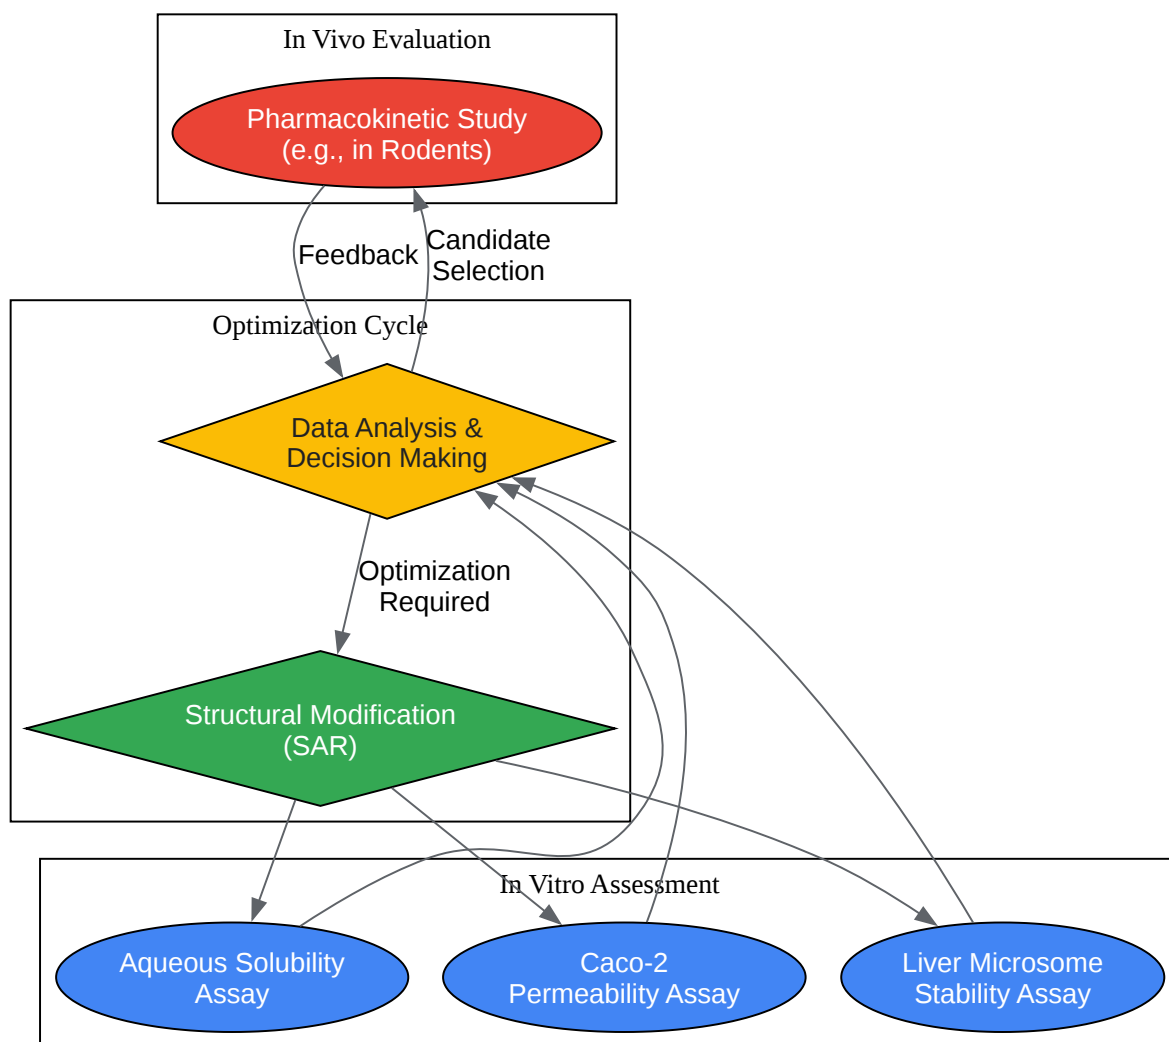 In Vivo Evaluation
Pharmacokinetic Study
(e.g., in Rodents)
Feedback
Candidate
Selection
Optimization Cycle
Data Analysis &
Decision Making
Optimization
Required
Structural Modification
(SAR)
In Vitro Assessment
Aqueous Solubility
Assay
Caco-2
Permeability Assay
Liver Microsome
Stability Assay